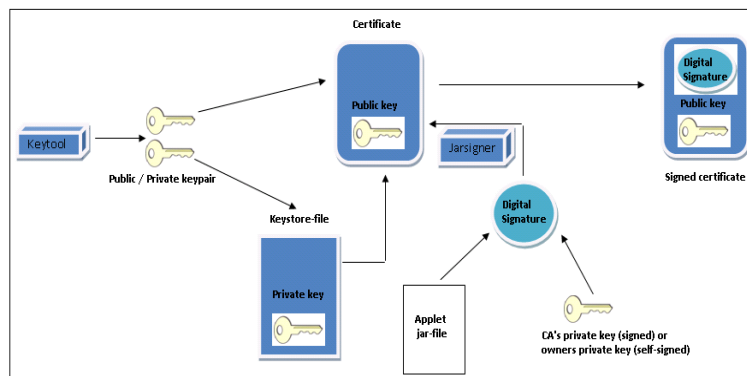 Certificate
Digital
Signature
Public key
Signed certificate
Public key
Keytool
Public / Private keypair
Jarsigner
Keystore-file
Private key
Digital
Signature
Applet
jar-file
CA's private key (signed) or
owners private key (self-signed)